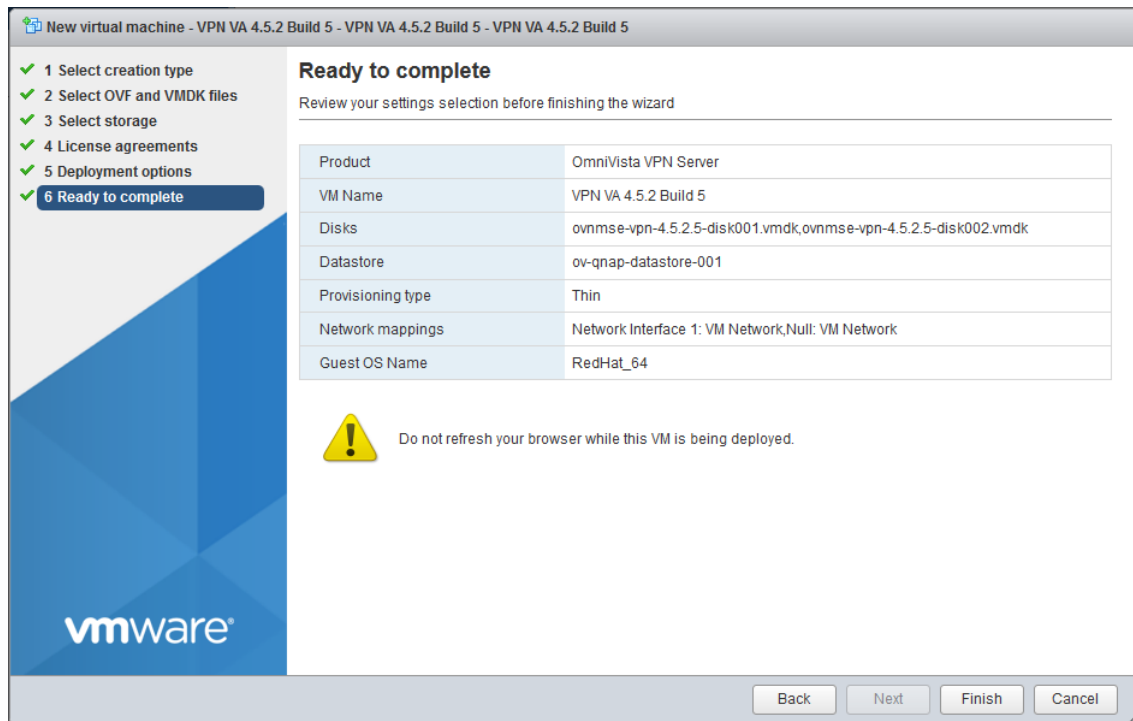 New virtual machine - VPN VA 4.5.2 Build 5 - VPN VA 4.5.2 Build 5 - VPN VA 4.5.2 Build 5
1 Select creation type
2 Select OVF and VMDK files
3 Select storage
4 License agreements
5 Deployment options
6 Ready to complete
Ready to complete
Review your settings selection before finishing the wizard
Product OmniVista VPN Server
VM Name VPN VA 4.5.2 Build 5
Disks ovnmse-vpn-4.5.2.5-disk001.vmdk,ovnmse-vpn-4.5.2.5-disk002.vmdk
Datastore ov-qnap-datastore-001
Provisioning type Thin
Network mappings Network Interface 1: VM Network,Null: VM Network
Guest OS Name RedHat_64
Do not refresh your browser while this VM is being deployed.
vmware®
Back Next Finish Cancel